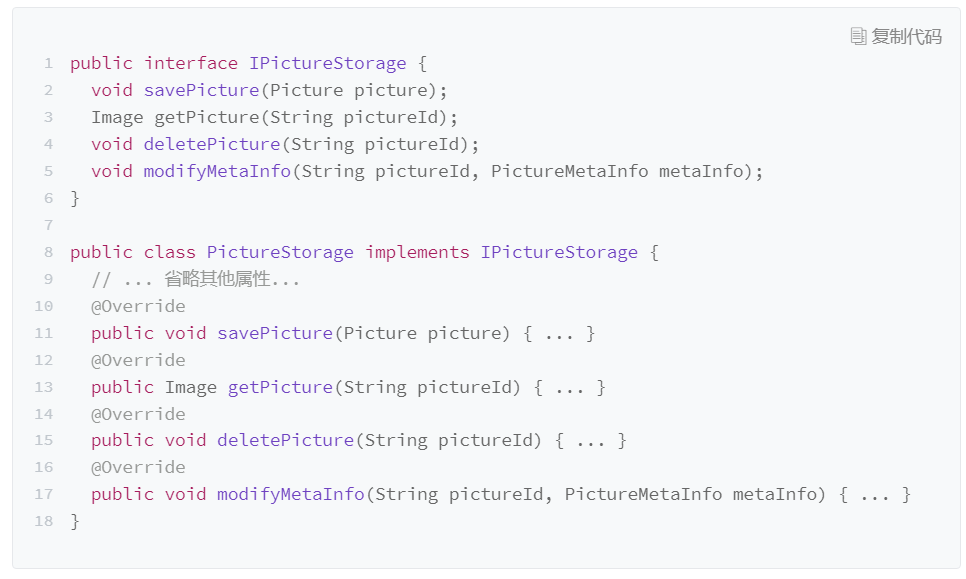 复制代码
1 public interface IPictureStorage {
2   void savePicture(Picture picture);
3   Image getPicture(String pictureId);
4   void deletePicture(String pictureId);
5   void modifyMetaInfo(String pictureId, PictureMetaInfo metaInfo);
6 }
7
8 public class PictureStorage implements IPictureStorage {
9   // ... 省略其他属性...
10   @Override
11   public void savePicture(Picture picture) { ... }
12   @Override
13   public Image getPicture(String pictureId) { ... }
14   @Override
15   public void deletePicture(String pictureId) { ... }
16   @Override
17   public void modifyMetaInfo(String pictureId, PictureMetaInfo metaInfo) { ... }
18 }